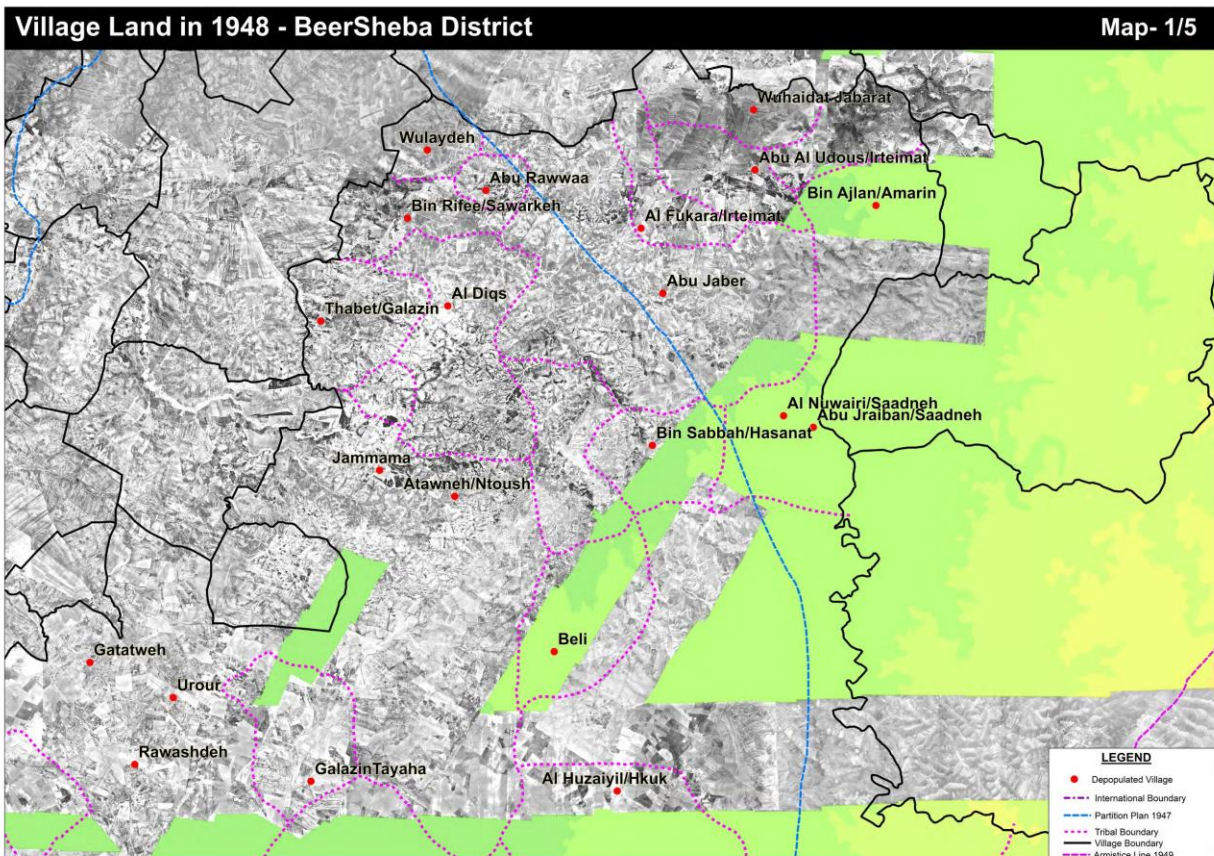 Village Land in 1948 - BeerSheba District
Map- 1/5
Wuhaidat Jabarat
Wulaydeh
Abu Al Udous/Irteimat
Abu Rawwaa
Bin Ajlan/Amarin
Bin Rifee/Sawarkeh
Al Fukara/Irteimat
Abu Jaber
Al Diqs
Thabet/Galazin
Al Nuwairi/Saadneh
Abu Jraiban/Saadneh
Bin Sabbah/Hasanat
Jammama
Atawneh/Ntoush
Beli
Gatatweh
Urour
Rawashdeh
GalazinTayaha
Al Huzaiyil/Hkuk
LEGEND
Depopulated Village
International Boundary
Partition Plan 1947
Tribal Boundary
Village Boundary
Armistice Line 1949